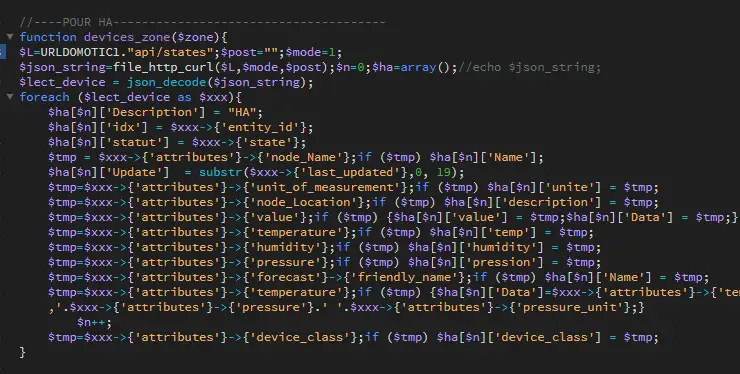 //----POUR HA------------------------------------
function devices_zone($zone){
$L=URLDOMOTIC1."api/states";$post="";$mode=1;
$json_string=file_http_curl($L,$mode,$post);$n=0;$ha=array();//echo $json_string;
$lect_device = json_decode($json_string);
foreach ($lect_device as $xxx){
$ha[$n]['Description'] = "HA";
$ha[$n]['idx'] = $xxx->{'entity_id'};
$ha[$n]['statut'] = $xxx->{'state'};
$tmp = $xxx->{'attributes'}->{'node_Name'};if ($tmp) $ha[$n]['Name'];
$ha[$n]['Update']  = substr($xxx->{'last_updated'},0, 19);
$tmp=$xxx->{'attributes'}->{'unit_of_measurement'};if ($tmp) $ha[$n]['unite'] = $tmp;
$tmp=$xxx->{'attributes'}->{'node_Location'};if ($tmp) $ha[$n]['description'] = $tmp;
$tmp=$xxx->{'attributes'}->{'value'};if ($tmp) {$ha[$n]['value'] = $tmp;$ha[$n]['Data'] = $tmp;}
$tmp=$xxx->{'attributes'}->{'temperature'};if ($tmp) $ha[$n]['temp'] = $tmp;
$tmp=$xxx->{'attributes'}->{'humidity'};if ($tmp) $ha[$n]['humidity'] = $tmp;
$tmp=$xxx->{'attributes'}->{'pressure'};if ($tmp) $ha[$n]['pression'] = $tmp;
$tmp=$xxx->{'attributes'}->{'forecast'}->{'friendly_name'};if ($tmp) $ha[$n]['Name'] = $tmp;
$tmp=$xxx->{'attributes'}->{'temperature'};if ($tmp) {$ha[$n]['Data']=$xxx->{'attributes'}->{'te
,'.$xxx->{'attributes'}->{'pressure'}.' '.$xxx->{'attributes'}->{'pressure_unit'};}
$n++;
$tmp=$xxx->{'attributes'}->{'device_class'};if ($tmp) $ha[$n]['device_class'] = $tmp;
}